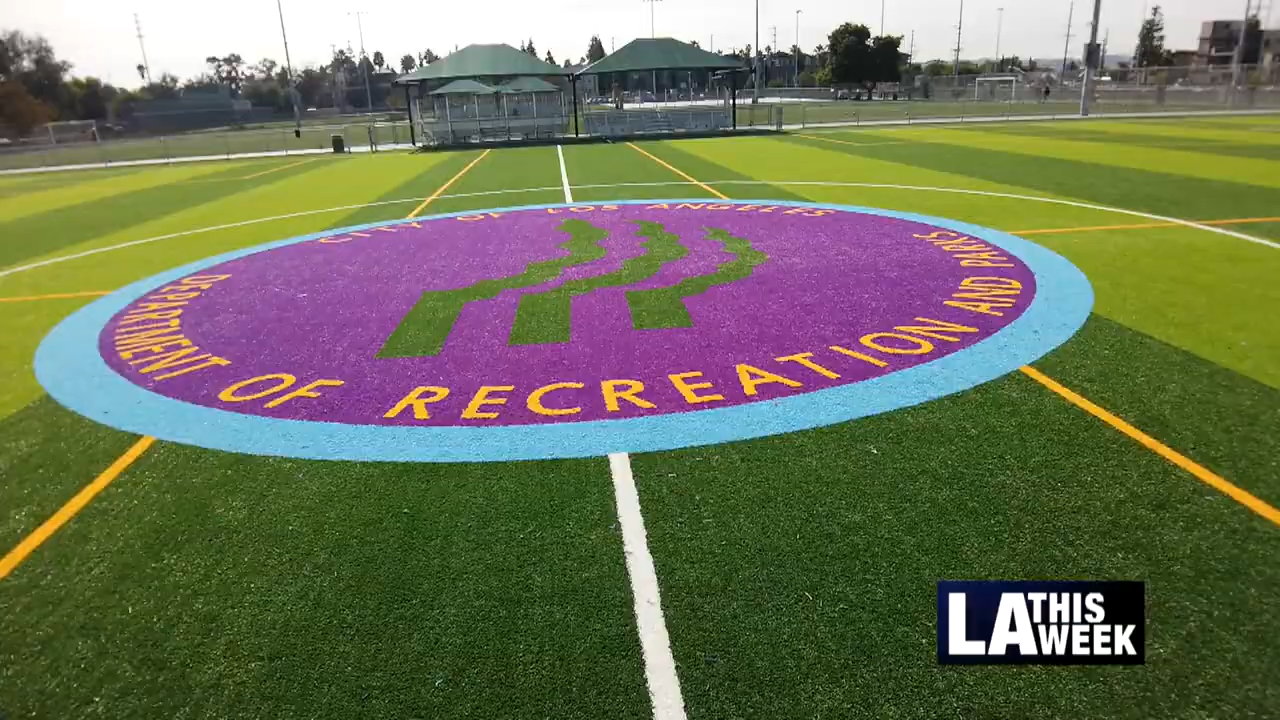 CITY OF LOS ANGELES
DEPARTMENT OF RECREATION AND PARKS
LA THIS WEEK